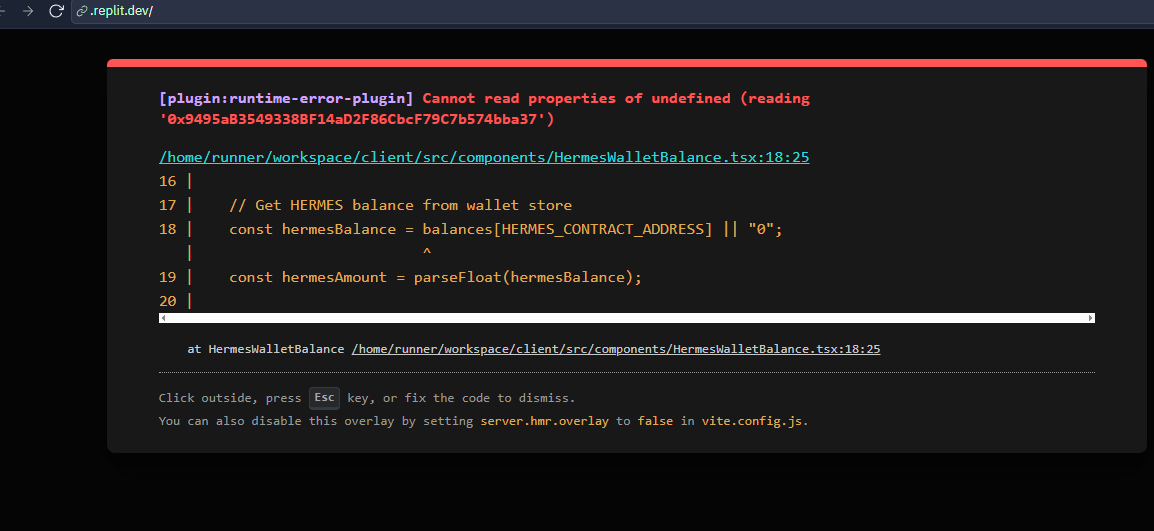 .replit.dev/
[plugin:runtime-error-plugin] Cannot read properties of undefined (reading
'0x9495aB3549338BF14aD2F86CbcF79C7b574bba37')
/home/runner/workspace/client/src/components/HermesWalletBalance.tsx:18:25
16 |
17 |    // Get HERMES balance from wallet store
18 |    const hermesBalance = balances[HERMES_CONTRACT_ADDRESS] || "0";
   |                          ^
19 |    const hermesAmount = parseFloat(hermesBalance);
20 |
at HermesWalletBalance /home/runner/workspace/client/src/components/HermesWalletBalance.tsx:18:25
Click outside, press Esc key, or fix the code to dismiss.
You can also disable this overlay by setting server.hmr.overlay to false in vite.config.js.